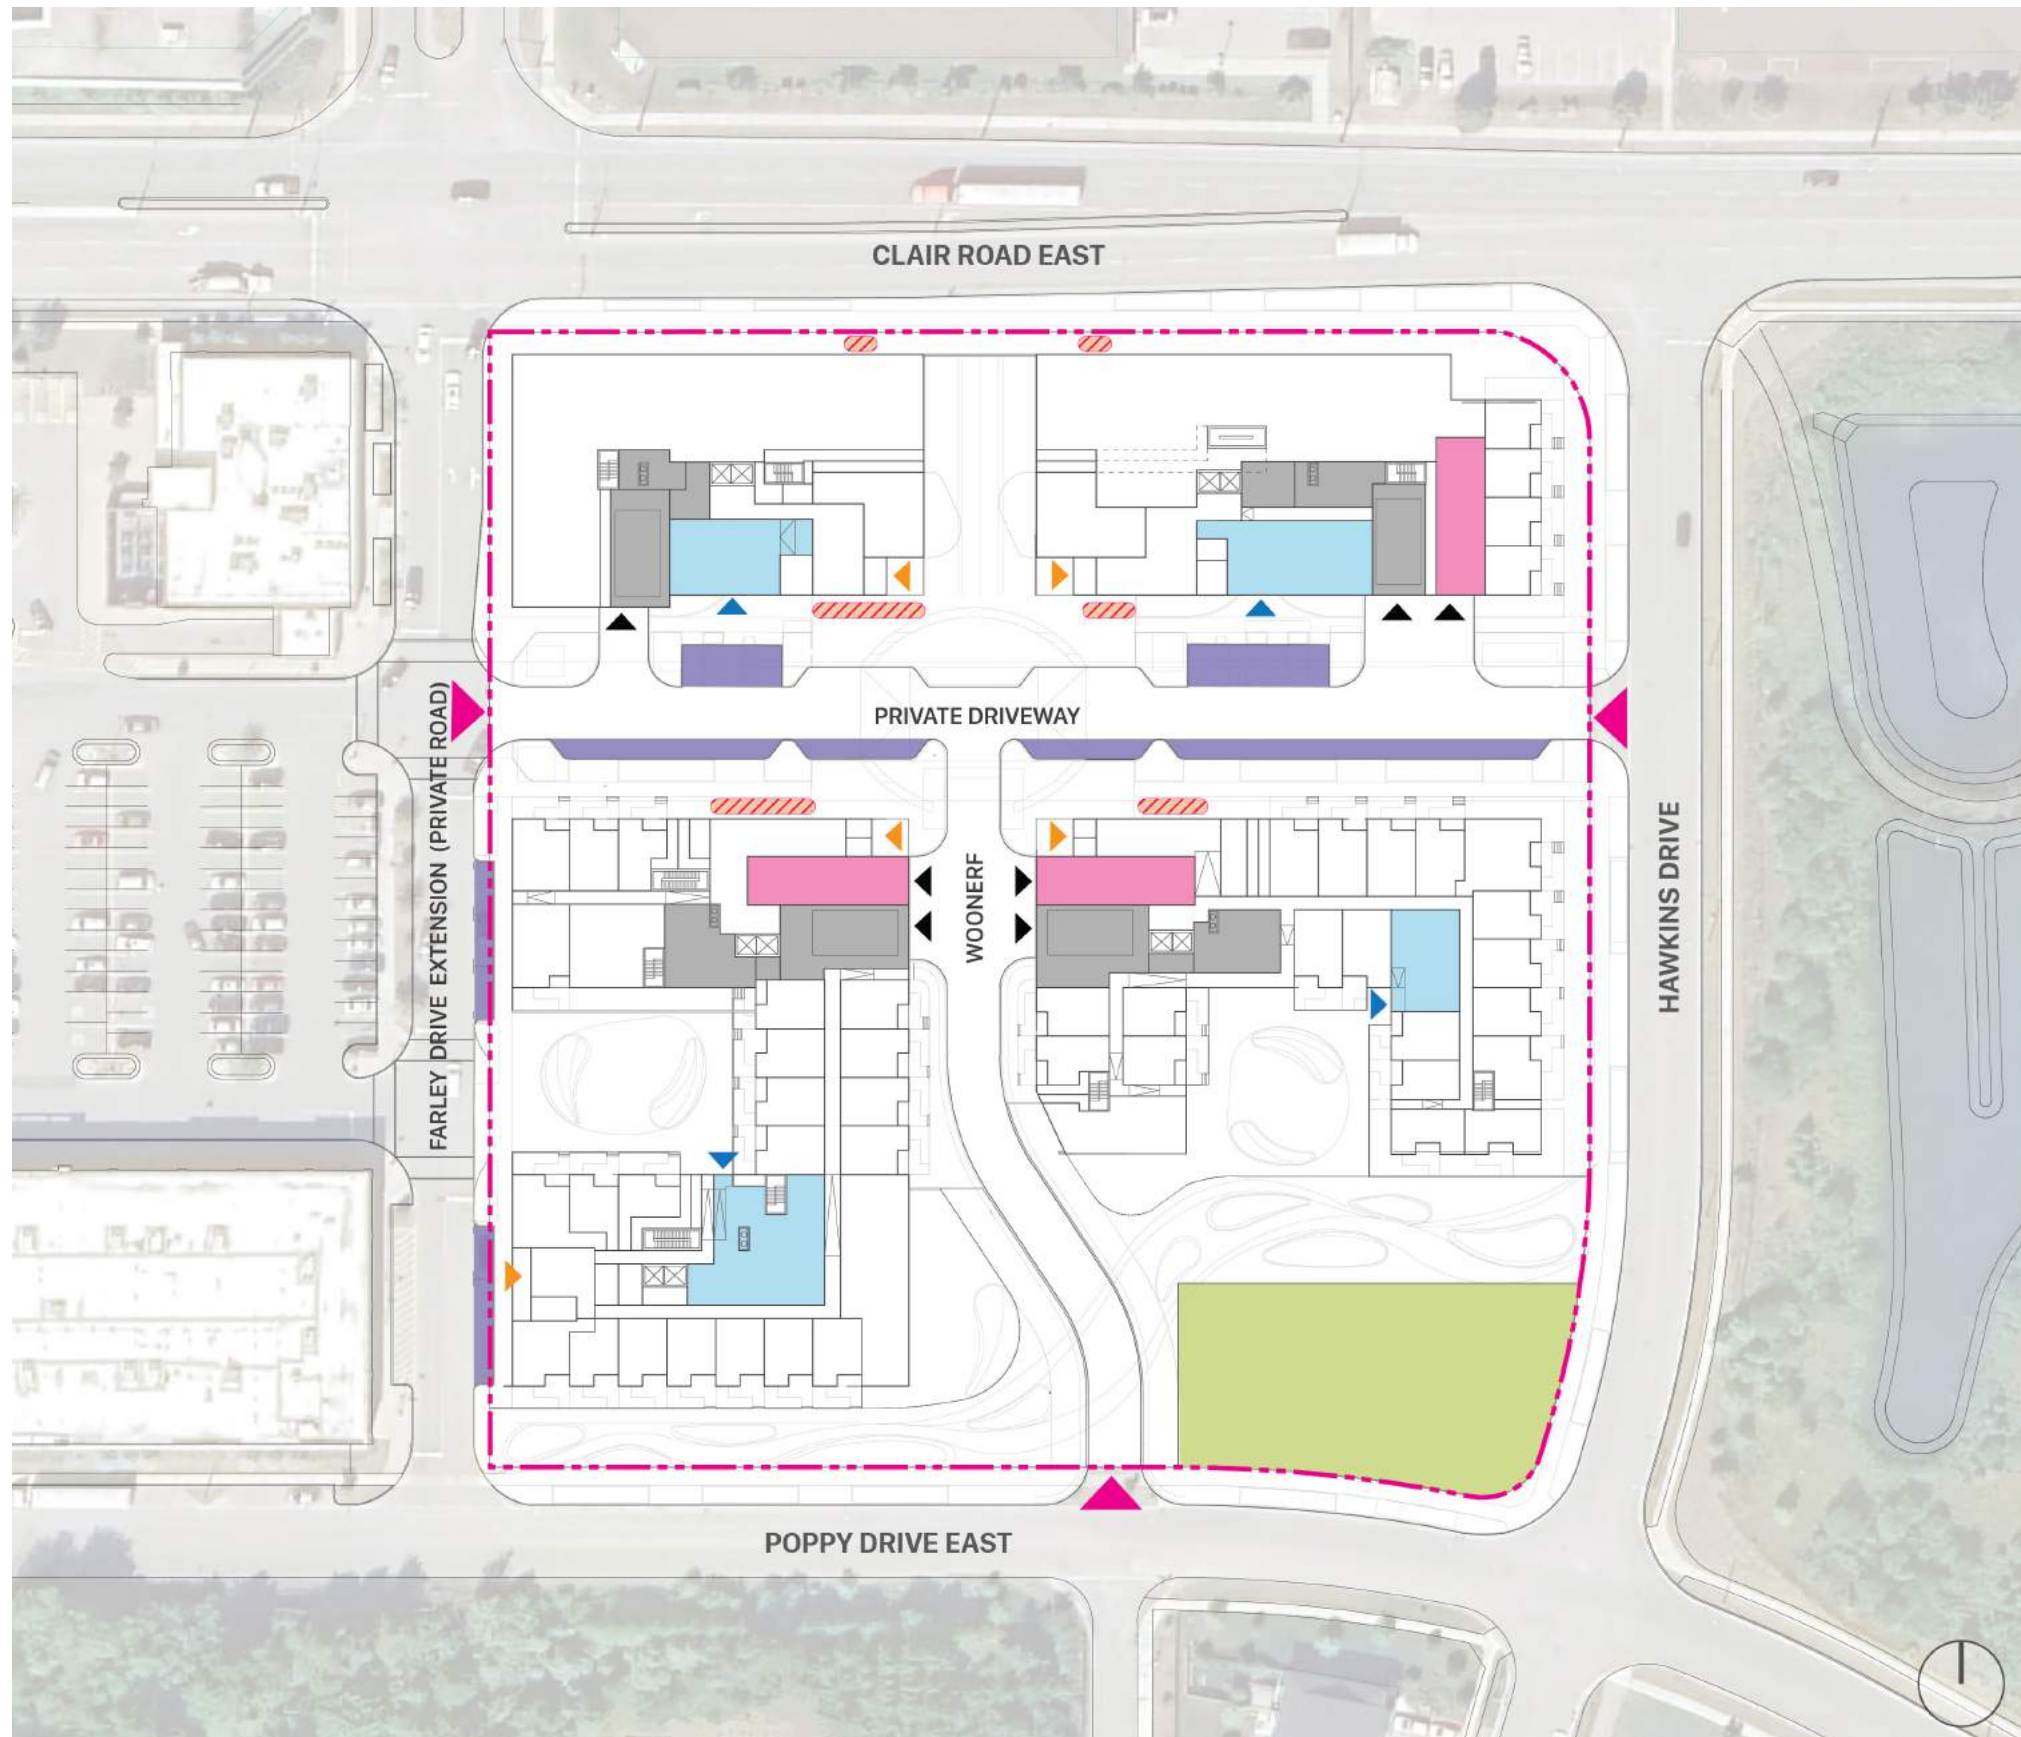 CLAIR ROAD EAST
FARLEY DRIVE EXTENSION (PRIVATE ROAD)
PRIVATE DRIVEWAY
WOONERF
HAWKINS DRIVE
POPPY DRIVE EAST